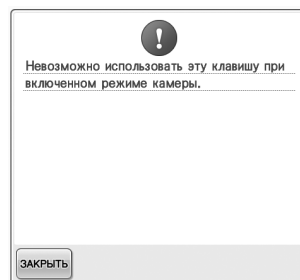 Невозможно использовать эту клавишу при
включенном режиме камеры.
ЗАКРЫТЬ